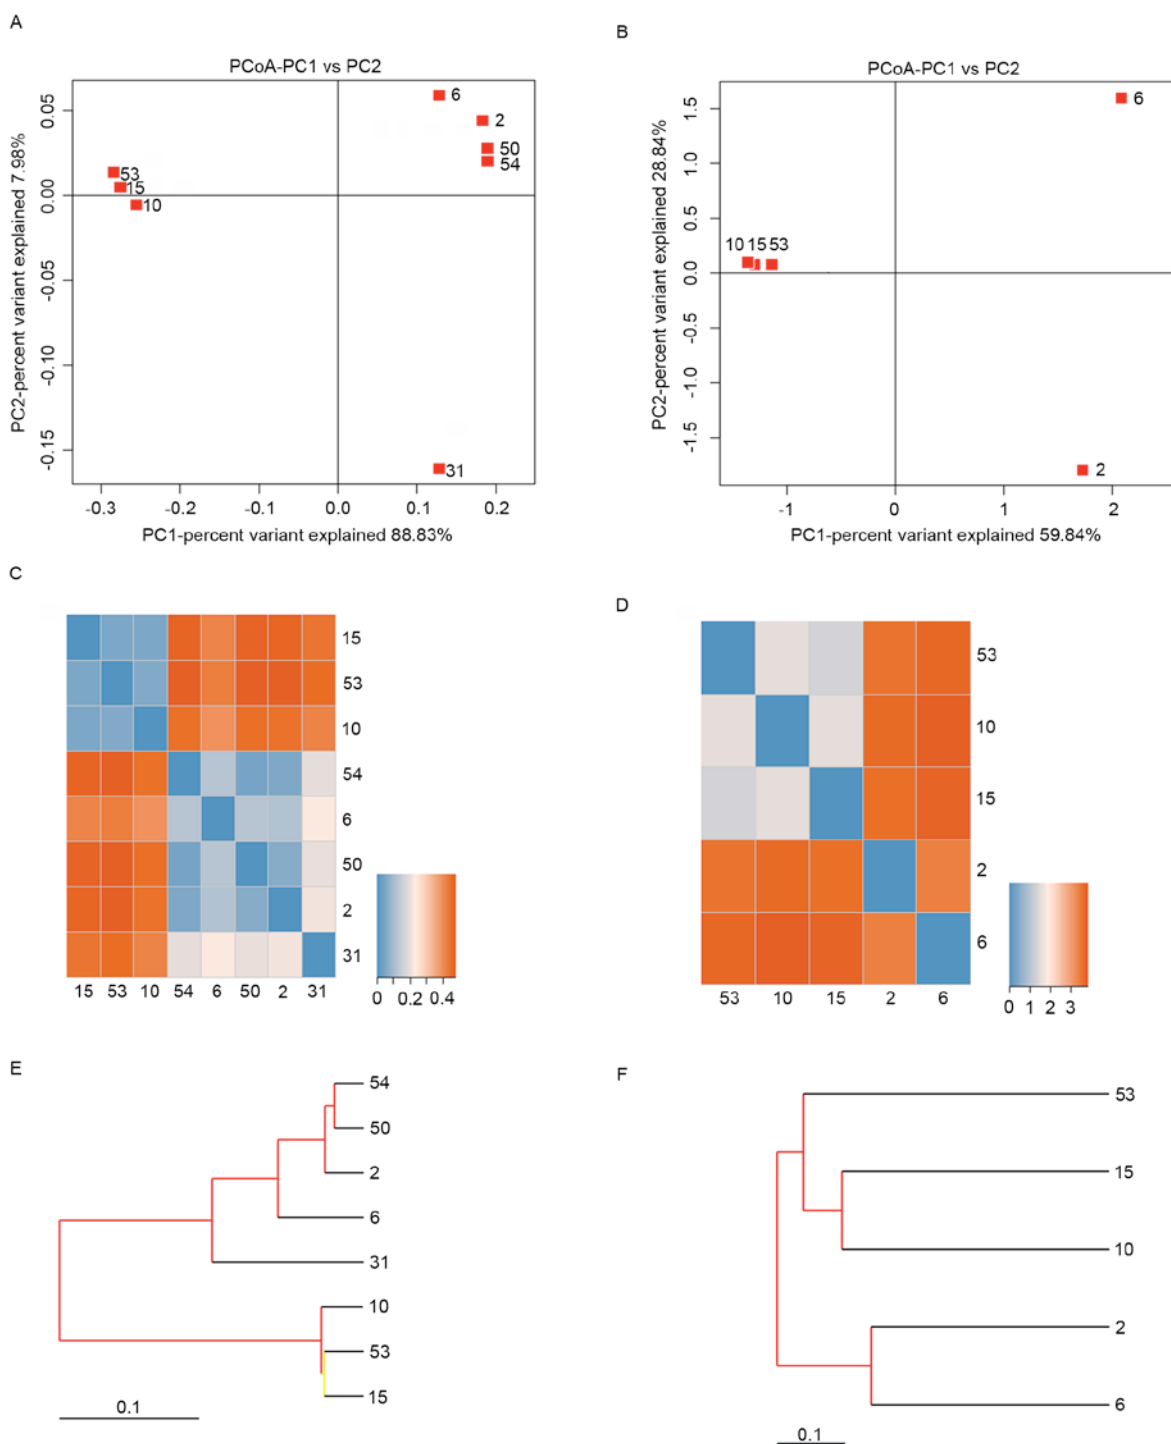 A
PCoA-PC1 vs PC2
PC2-percent variant explained 7.98%
0.05
0.00
-0.05
-0.10
-0.15
6
2
50
54
53
15
10
31
-0.3 -0.2 -0.1 0.0 0.1 0.2
PC1-percent variant explained 88.83%
B
PCoA-PC1 vs PC2
PC2-percent variant explained 28.84%
1.5
1.0
0.5
0.0
-0.5
-1.0
-1.5
6
10 15 53
2
-1 0 1 2
PC1-percent variant explained 59.84%
C
15
53
10
54
6
50
2
31
15 53 10 54 6 50 2 31
0 0.2 0.4
D
53
10
15
2
6
53 10 15 2 6
0 1 2 3
E
54
50
2
6
31
10
53
15
0.1
F
53
15
10
2
6
0.1